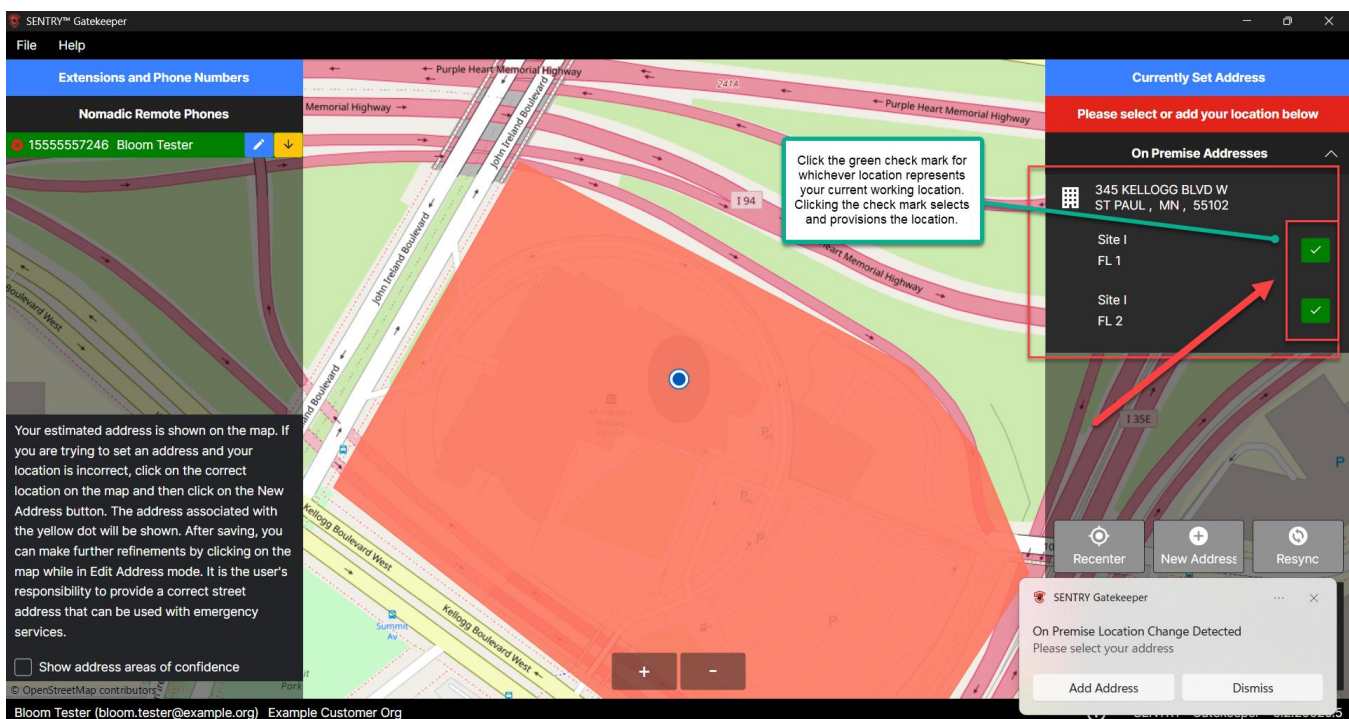 SENTRY™ Gatekeeper
File Help
Extensions and Phone Numbers
Nomadic Remote Phones
15555557246 Bloom Tester
Your estimated address is shown on the map. If
you are trying to set an address and your
location is incorrect, click on the correct
location on the map and then click on the New
Address button. The address associated with
the yellow dot will be shown. After saving, you
can make further refinements by clicking on the
map while in Edit Address mode. It is the user's
responsibility to provide a correct street
address that can be used with emergency
services.
Show address areas of confidence
© OpenStreetMap contributors
Purple Heart Memorial Highway
Memorial Highway
241A
Purple Heart Memorial Highway
John Ireland Boulevard
John Ireland Boulevard
John Ireland Boulevard
I 94
Heart Memorial Highway
Boulevard West
Minnesota
History
Center
Kellogg Boulevard West
Kellogg Boulevard West
Summit
Av
Park
P
P
P
P
I 35E
P
+
-
Click the green check mark for
whichever location represents
your current working location.
Clicking the check mark selects
and provisions the location.
Currently Set Address
Please select or add your location below
On Premise Addresses
345 KELLOGG BLVD W
ST PAUL , MN , 55102
Site I
FL 1
Site I
FL 2
Recenter
New Address
Resync
SENTRY Gatekeeper
On Premise Location Change Detected
Please select your address
Add Address
Dismiss
Bloom Tester (bloom.tester@example.org) Example Customer Org